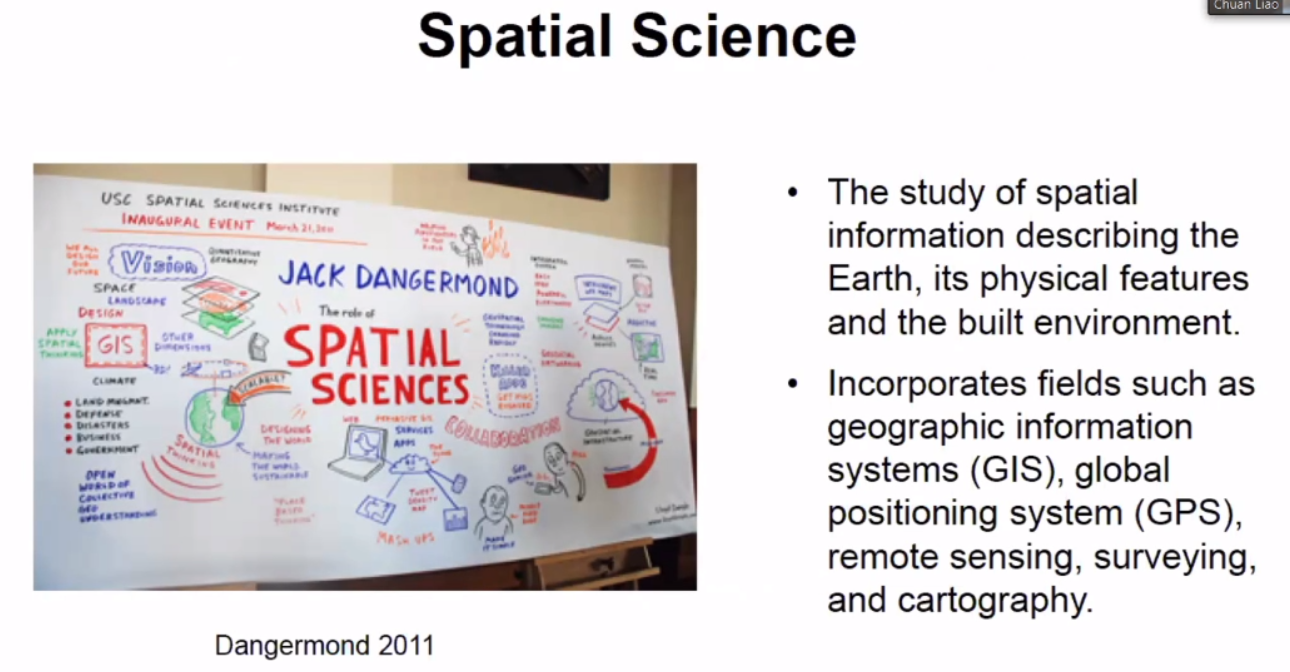 Chuan Liao
Spatial Science
USC SPATIAL SCIENCES INSTITUTE
INAUGURAL EVENT March 21, 2011
WE ALL
DESIGN
OUR
FUTURE
Vision
QUANTITATIVE
GEOGRAPHY
SPACE
LANDSCAPE
DESIGN
APPLY
SPATIAL
THINKING
GIS
OTHER
DIMENSIONS
3D!
CLIMATE
DEFENSE
DISASTERS
BUSINESS
GOVERNMENT
SPATIAL
THINKING
OPEN
WORLD OF
COLLECTIVE
GEO
UNDERSTANDING
JACK DANGERMOND
The role of
SPATIAL
SCIENCES
SCALABLE?
DESIGNING
THE WORLD
MAKING
THE WORLD
SUSTAINABLE
"PLACE
BASED
THINKING"
WEB
SERVICES
APPS
TWEET
DENSITY
MAP
MASH UPS
MAKE
IT SIMPLE
COLLABORATION
KILLER
APPS
Dangermond 2011
• The study of spatial
information describing the
Earth, its physical features
and the built environment.
• Incorporates fields such as
geographic information
systems (GIS), global
positioning system (GPS),
remote sensing, surveying,
and cartography.